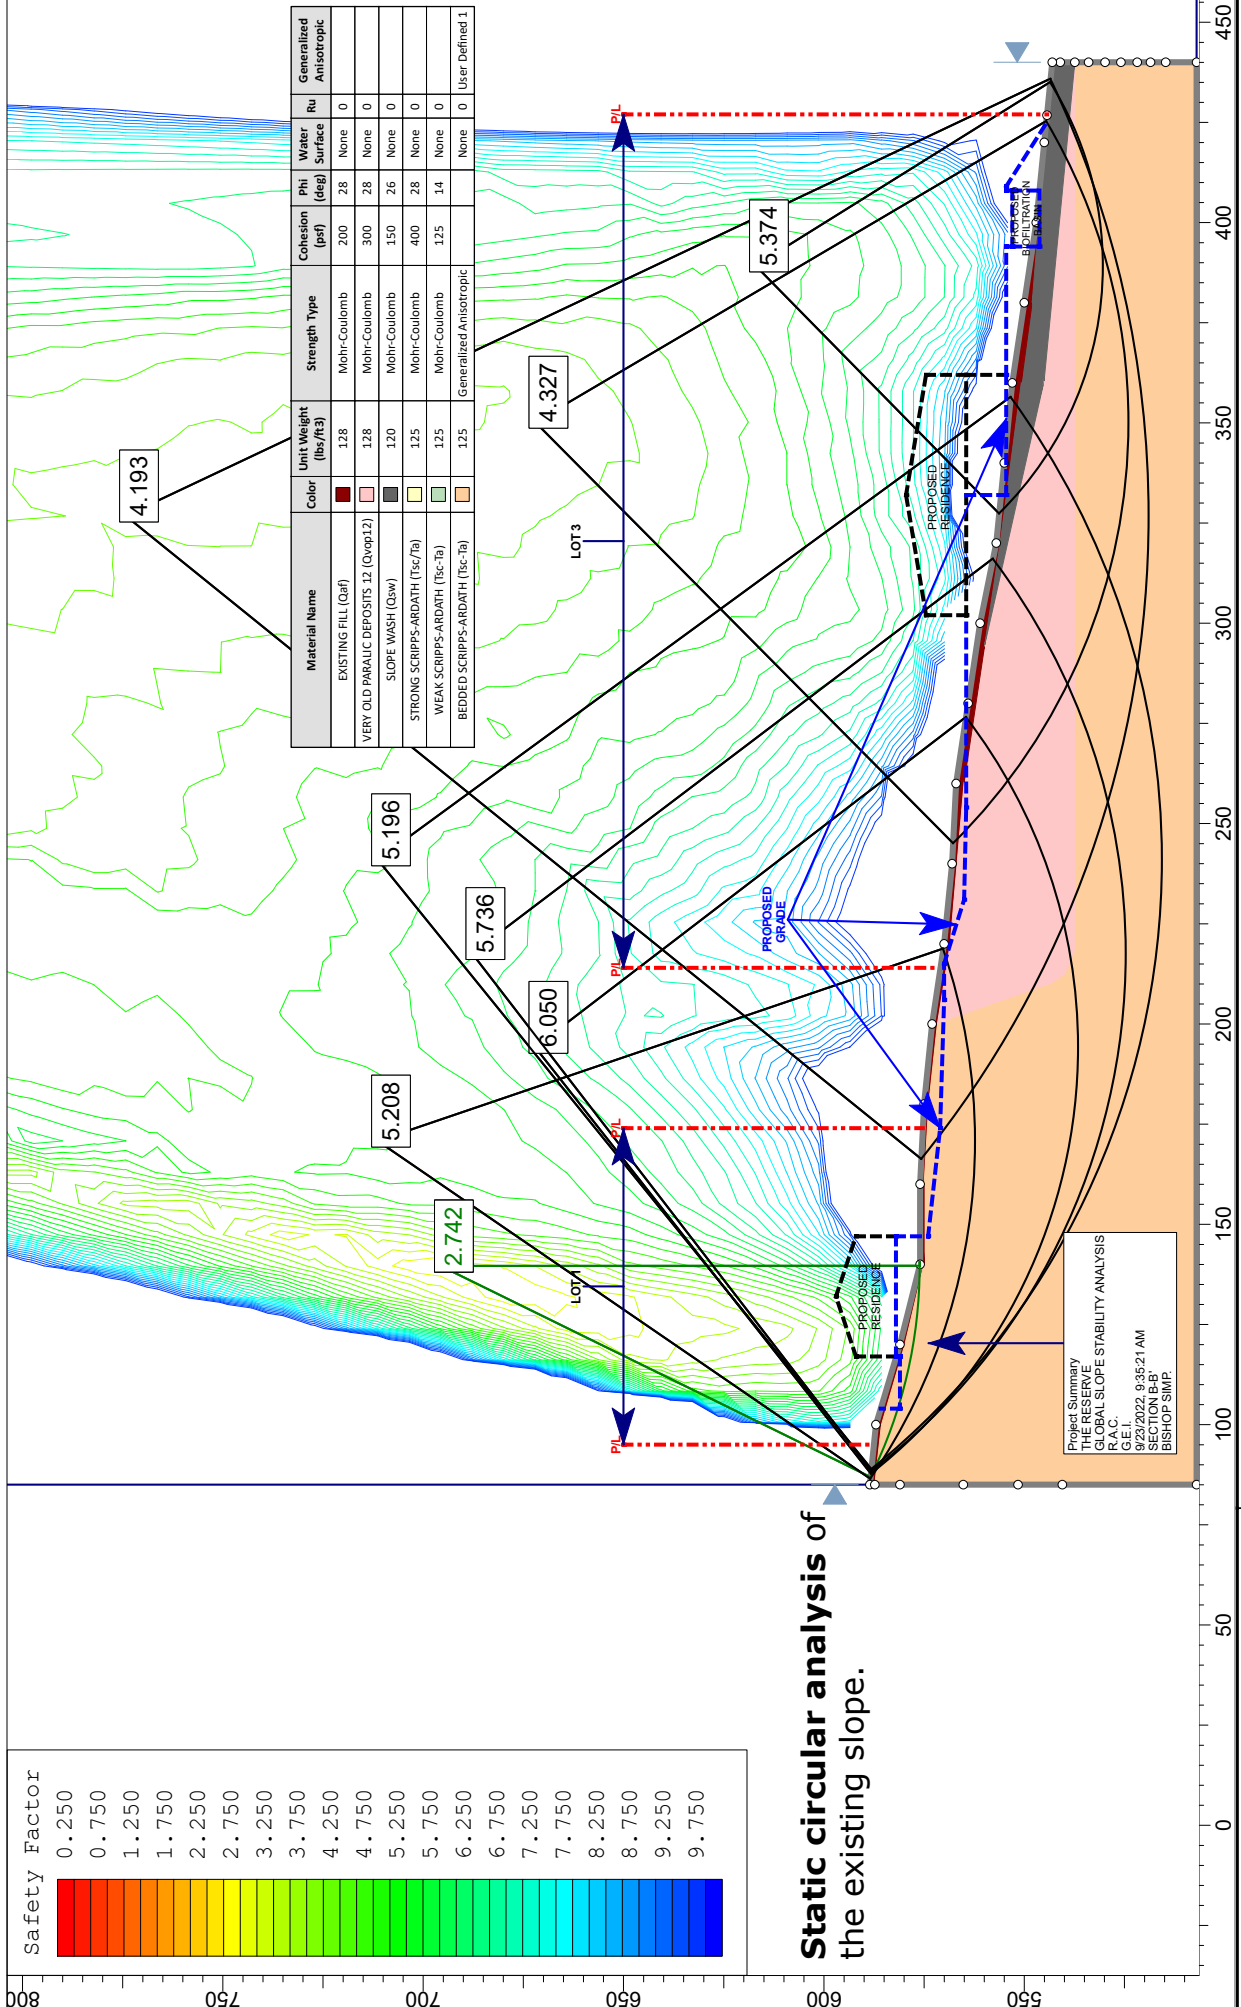 Safety Factor
0.250
0.750
1.250
1.750
2.250
2.750
3.250
3.750
4.250
4.750
5.250
5.750
6.250
6.750
7.250
7.750
8.250
8.750
9.250
9.750
Static circular analysis of
the existing slope.
Material Name Color Unit Weight (lbs/ft3) Strength Type Cohesion (psf) Phi (deg) Water Surface Ru Generalized Anisotropic
EXISTING FILL (Qaf) 128 Mohr-Coulomb 200 28 None 0
VERY OLD PARALIC DEPOSITS 12 (Qvop12) 128 Mohr-Coulomb 300 28 None 0
SLOPE WASH (Qsw) 120 Mohr-Coulomb 150 26 None 0
STRONG SCRIPPS-ARDATH (Tsc/Ta) 125 Mohr-Coulomb 400 28 None 0
WEAK SCRIPPS-ARDATH (Tsc-Ta) 125 Mohr-Coulomb 125 14 None 0
BEDDED SCRIPPS-ARDATH (Tsc-Ta) 125 Generalized Anisotropic None 0 User Defined 1
4.193
5.374
4.327
5.196
5.736
6.050
5.208
2.742
P/L
LOT 1
P/L
P/L
LOT 3
P/L
PROPOSED
RESIDENCE
PROPOSED
GRADE
PROPOSED
RESIDENCE
PROPOSED
BIOFILTRATION
BASIN
Project Summary
THE RESERVE
GLOBAL SLOPE STABILITY ANALYSIS
R.A.C.
G.E.I.
9/23/2022, 9:35:21 AM
SECTION B-B'
BISHOP SIMP.
800
750
700
650
600
550
0 50 100 150 200 250 300 350 400 450